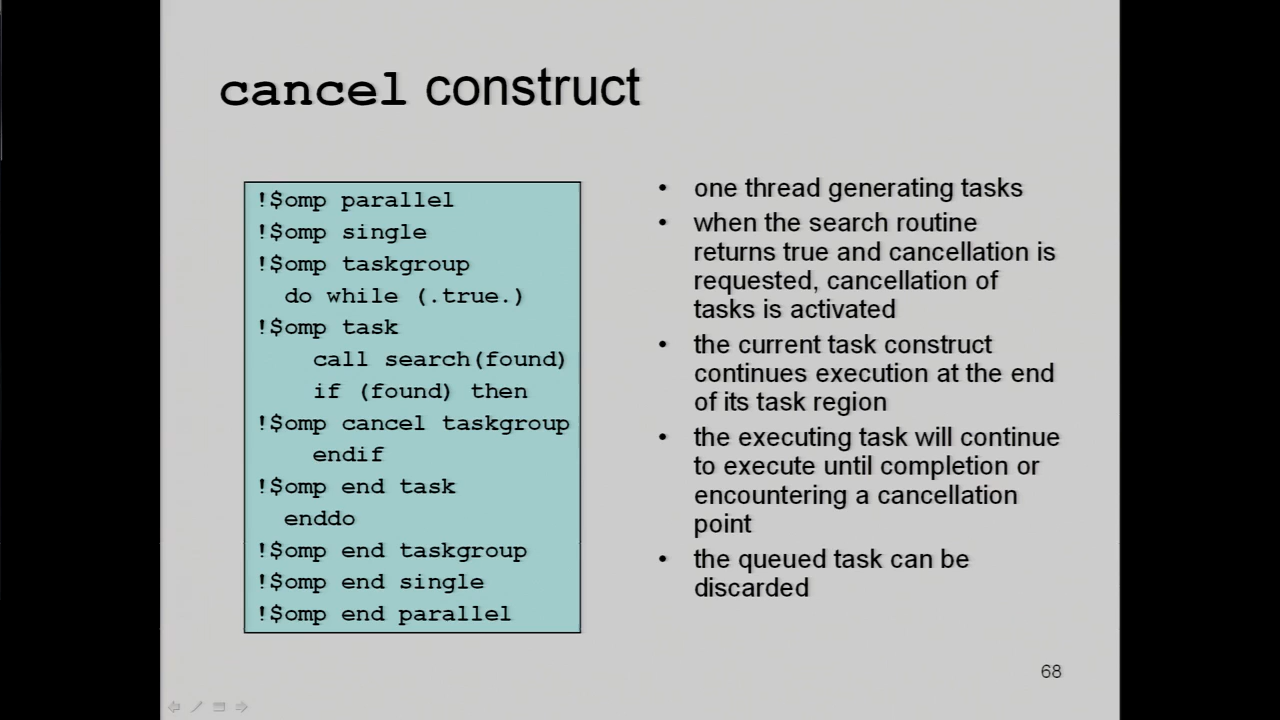 cancel construct
!$omp parallel
!$omp single
!$omp taskgroup
do while (.true.)
!$omp task
call search(found)
if (found) then
!$omp cancel taskgroup
endif
!$omp end task
enddo
!$omp end taskgroup
!$omp end single
!$omp end parallel
• one thread generating tasks
• when the search routine
returns true and cancellation is
requested, cancellation of
tasks is activated
• the current task construct
continues execution at the end
of its task region
• the executing task will continue
to execute until completion or
encountering a cancellation
point
• the queued task can be
discarded
68